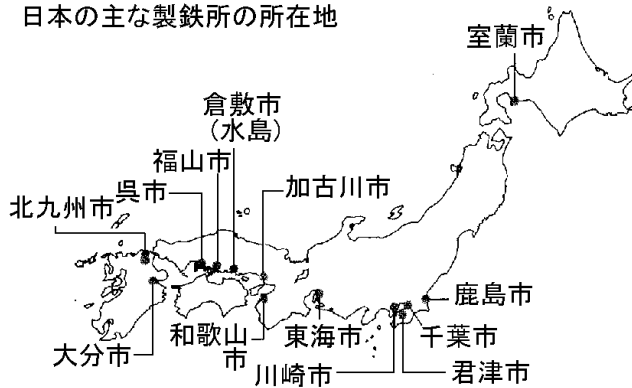 日本の主な製鉄所の所在地
室蘭市
倉敷市
（水島）
福山市
呉市
加古川市
北九州市
鹿島市
和歌山
市
東海市
千葉市
大分市
川崎市
君津市